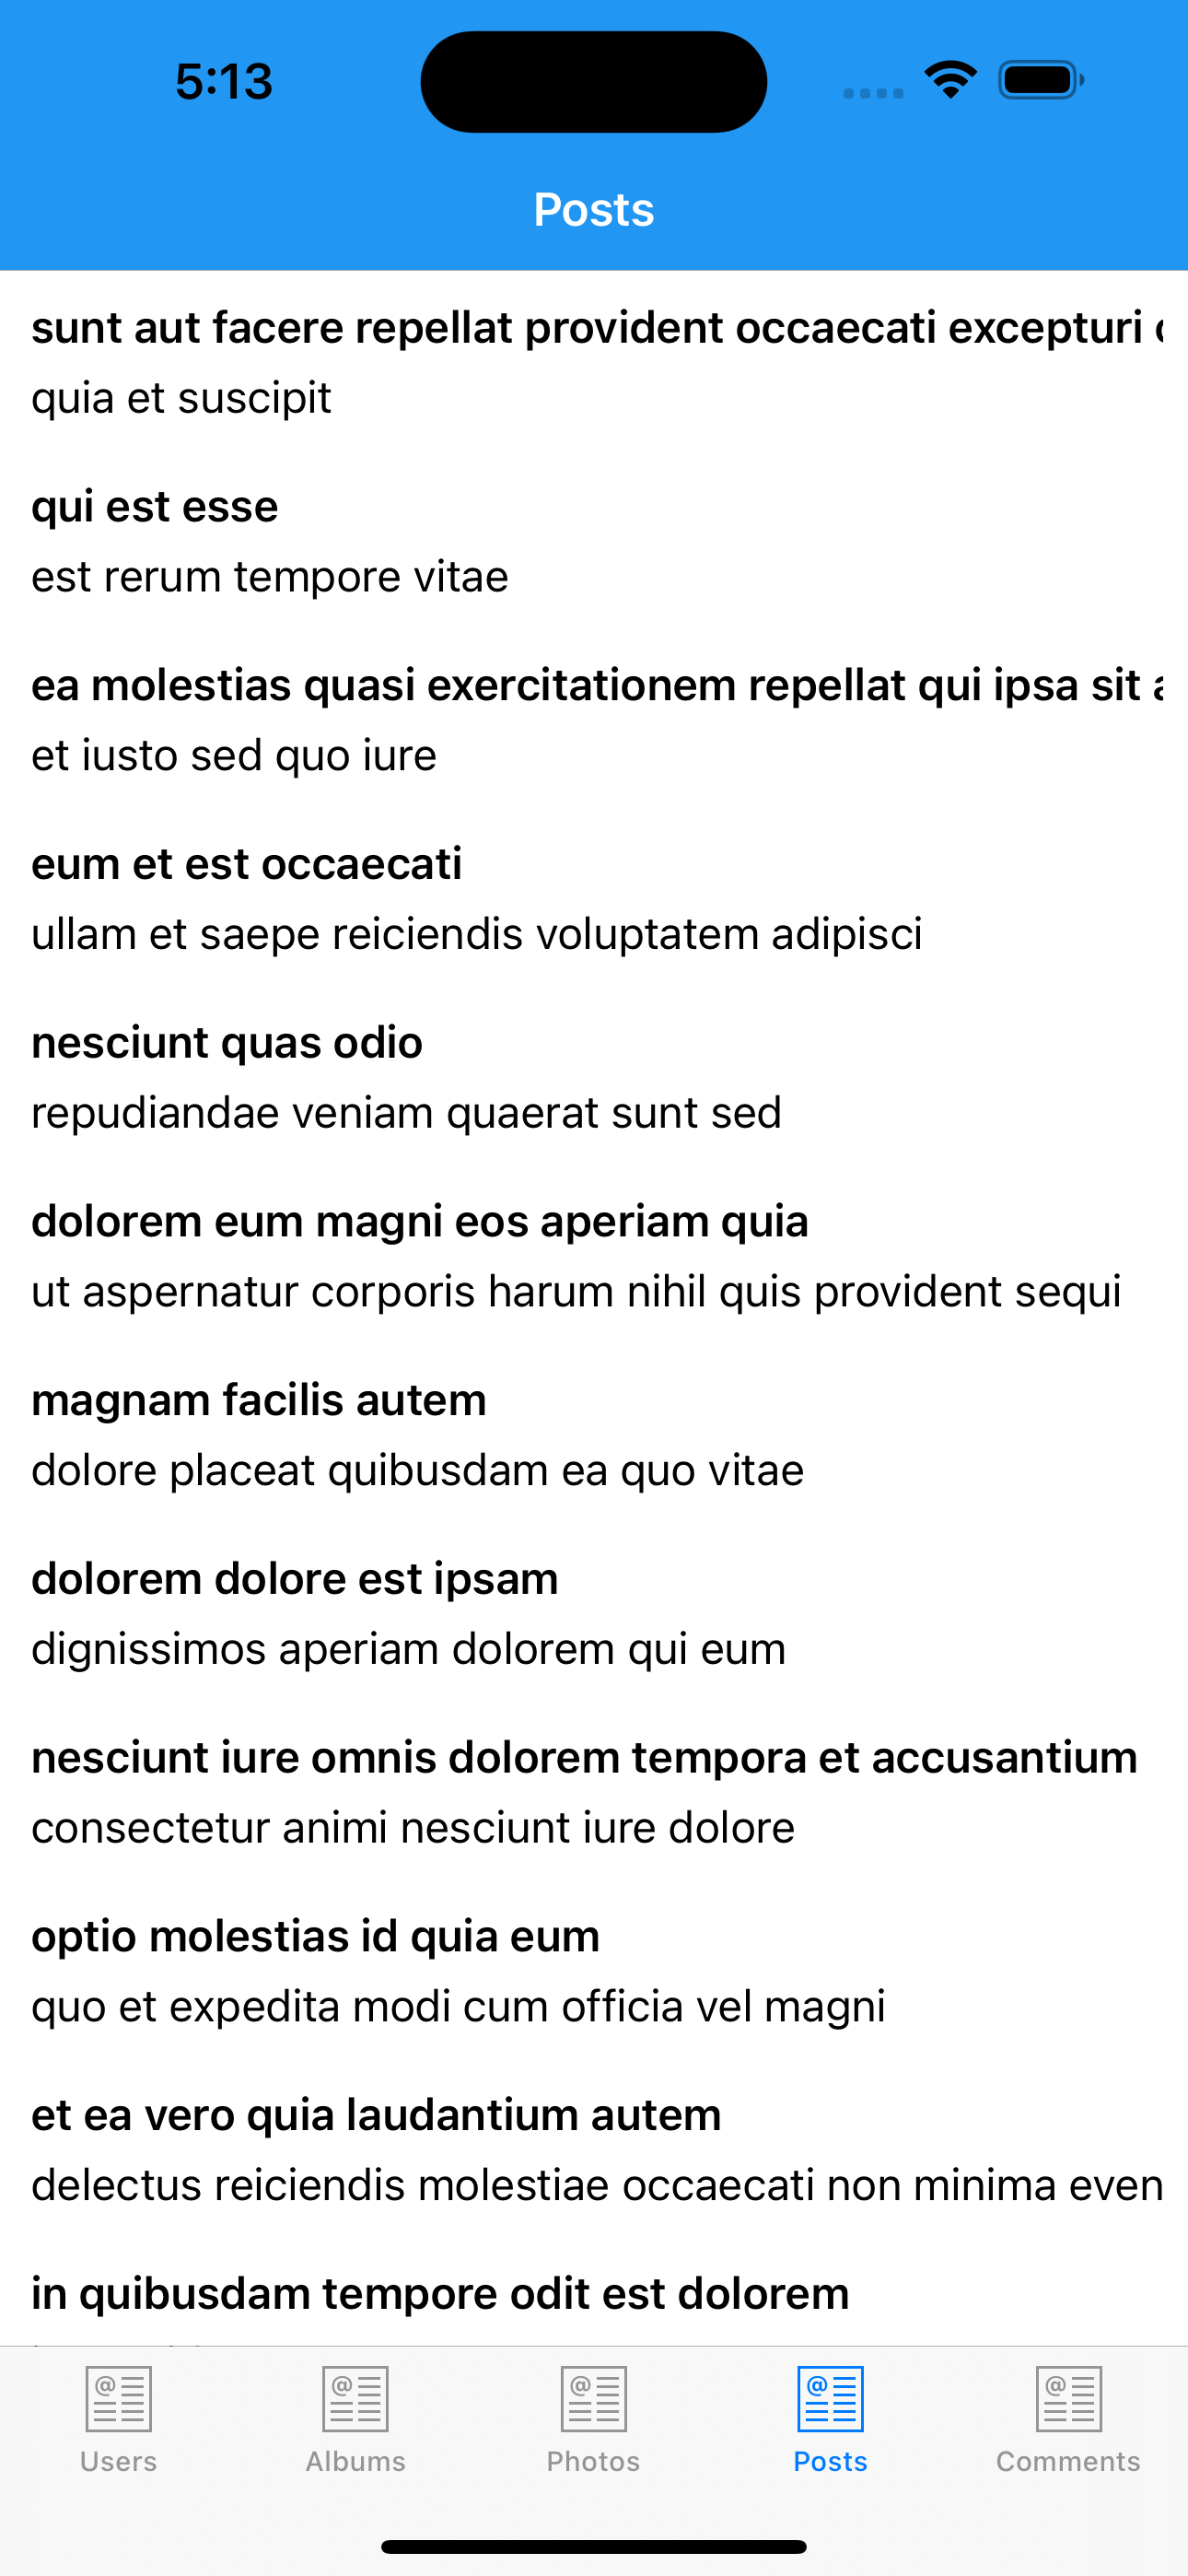 5:13
Posts
sunt aut facere repellat provident occaecati excepturi
quia et suscipit
qui est esse
est rerum tempore vitae
ea molestias quasi exercitationem repellat qui ipsa sit
et iusto sed quo iure
eum et est occaecati
ullam et saepe reiciendis voluptatem adipisci
nesciunt quas odio
repudiandae veniam quaerat sunt sed
dolorem eum magni eos aperiam quia
ut aspernatur corporis harum nihil quis provident sequi
magnam facilis autem
dolore placeat quibusdam ea quo vitae
dolorem dolore est ipsam
dignissimos aperiam dolorem qui eum
nesciunt iure omnis dolorem tempora et accusantium
consectetur animi nesciunt iure dolore
optio molestias id quia eum
quo et expedita modi cum officia vel magni
et ea vero quia laudantium autem
delectus reiciendis molestiae occaecati non minima even
in quibusdam tempore odit est dolorem
@ @ @ @ @
Users Albums Photos Posts Comments